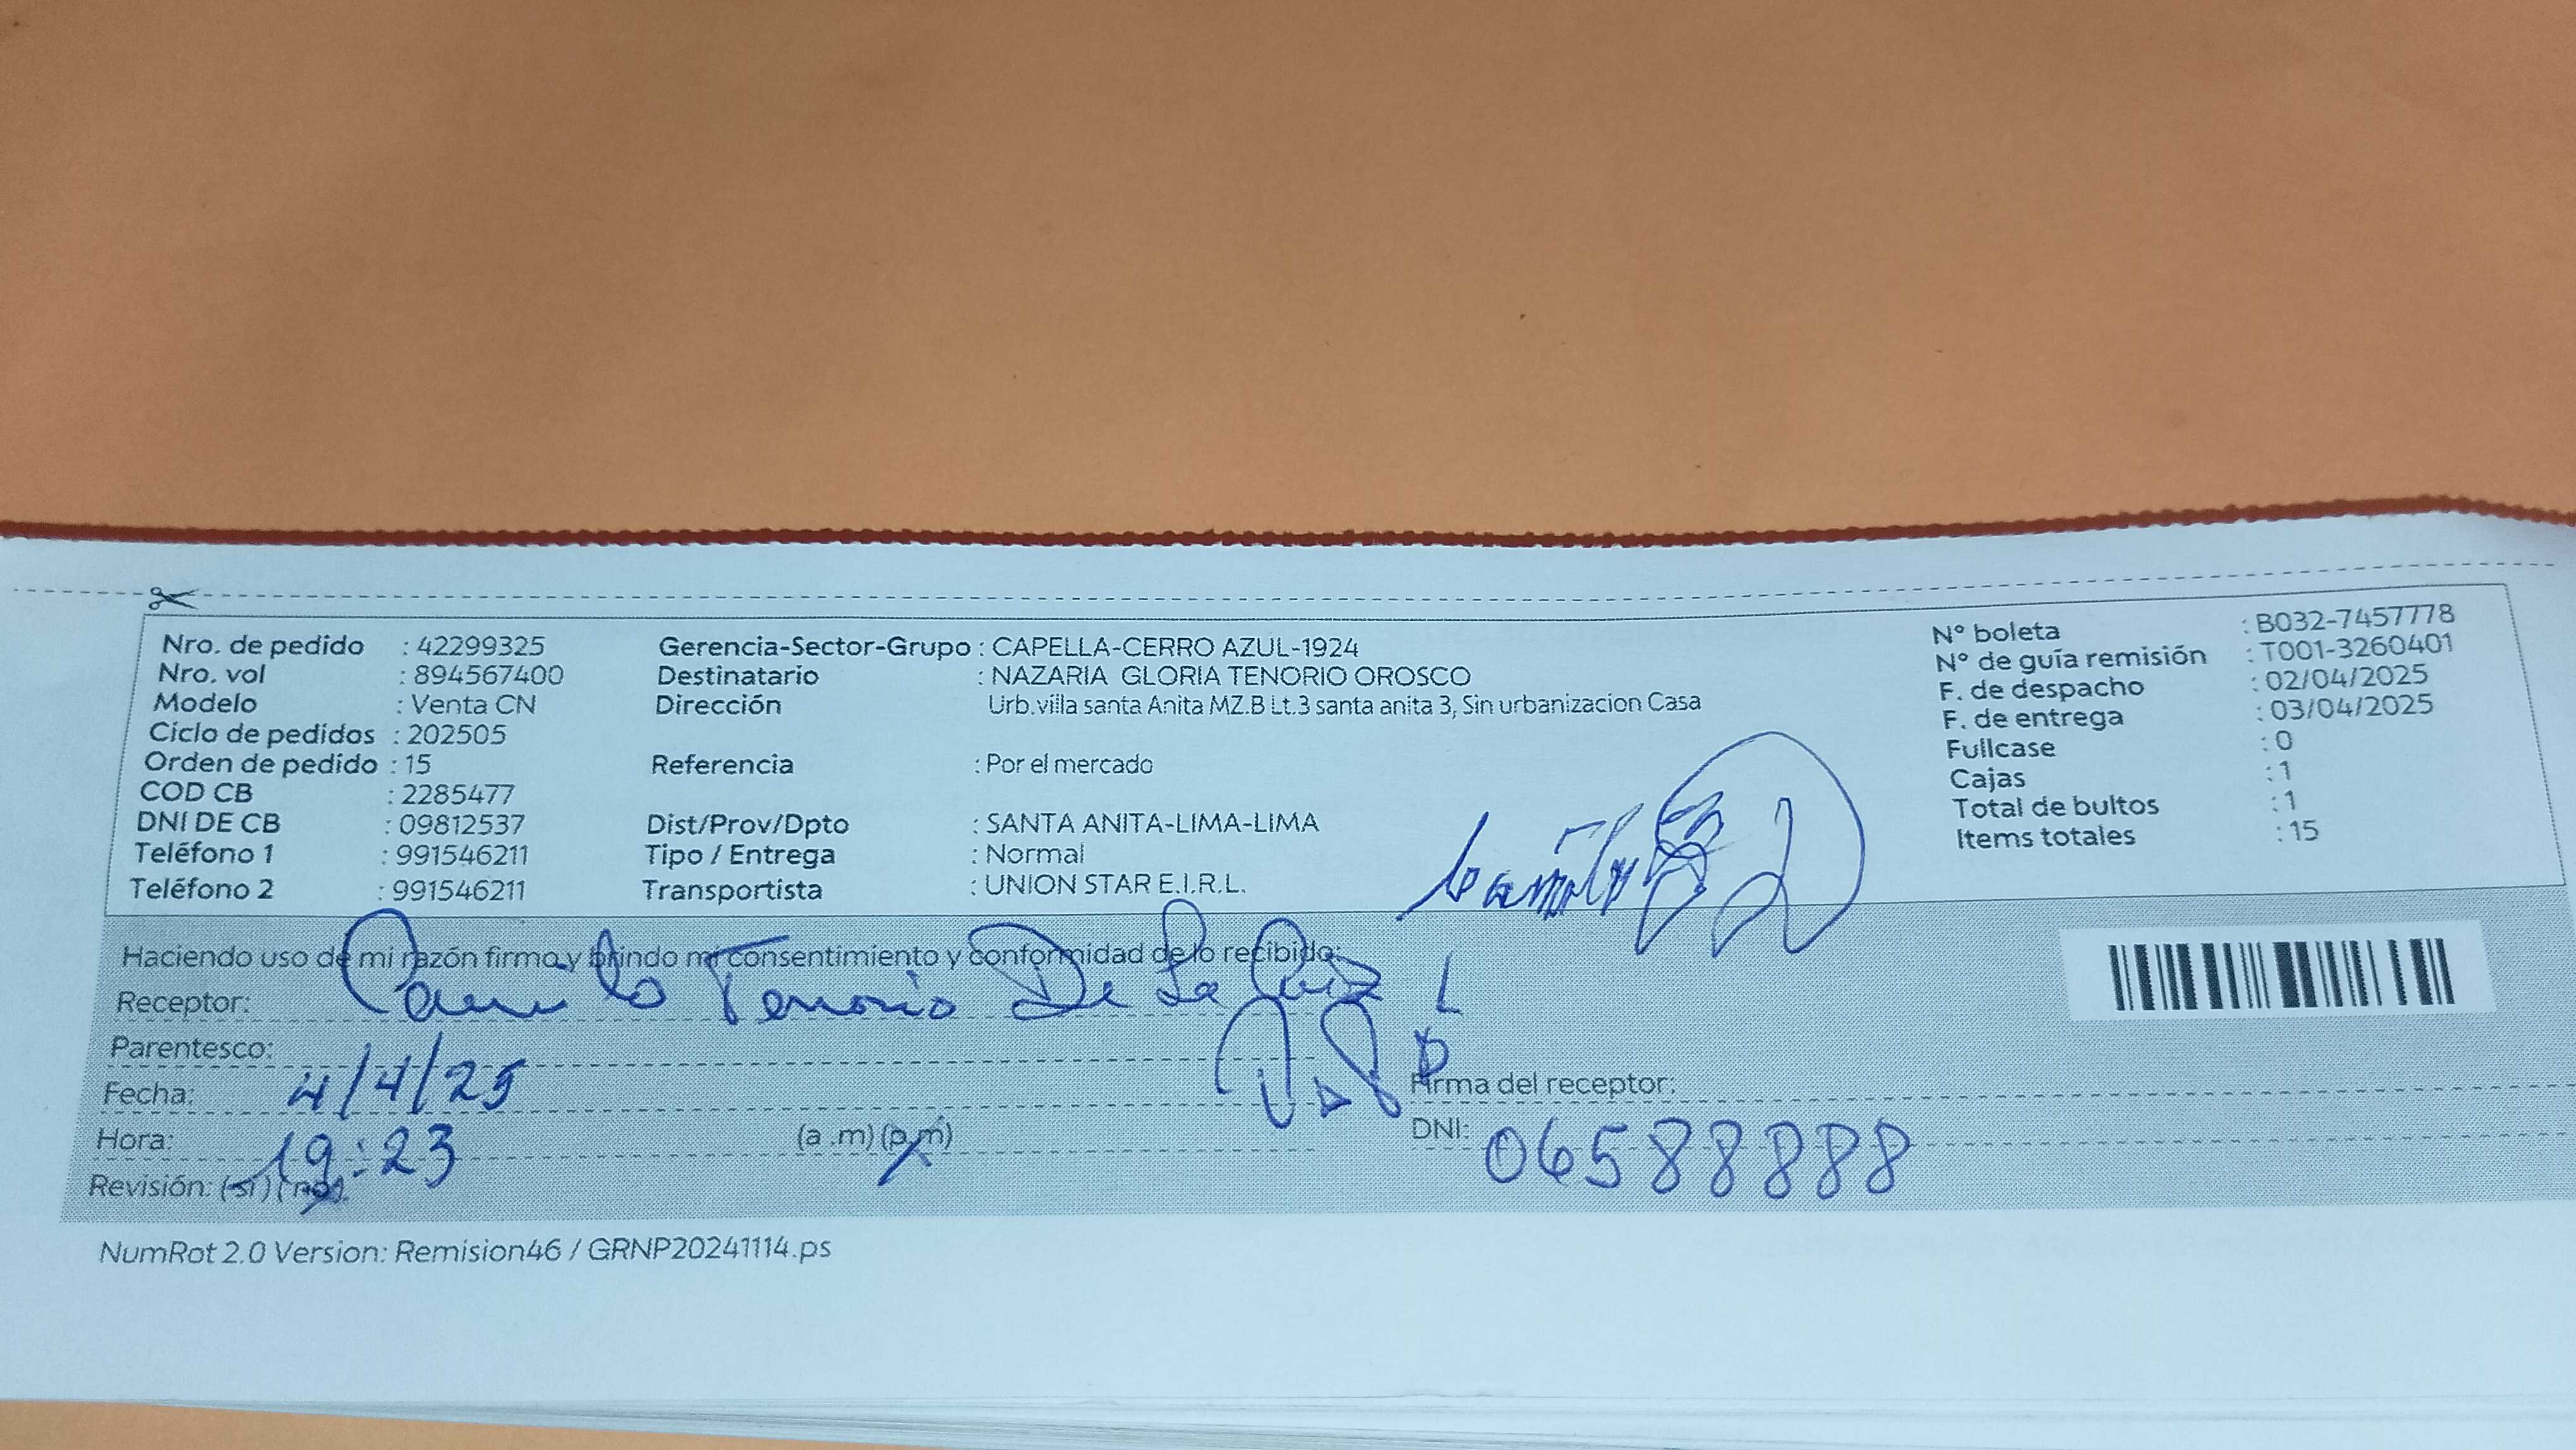 Nro. de pedido : 42299325
Nro. vol : 894567400
Modelo : Venta CN
Ciclo de pedidos : 202505
Orden de pedido : 15
COD CB : 2285477
DNI DE CB : 09812537
Teléfono 1 : 991546211
Teléfono 2 : 991546211
Gerencia-Sector-Grupo : CAPELLA-CERRO AZUL-1924
Destinatario : NAZARIA GLORIA TENORIO OROSCO
Dirección Urb.villa santa Anita MZ.B Lt.3 santa anita 3, Sin urbanizacion Casa
Referencia : Por el mercado
Dist/Prov/Dpto : SANTA ANITA-LIMA-LIMA
Tipo / Entrega : Normal
Transportista : UNION STAR E.I.R.L.
N° boleta : B032-7457778
N° de guía remisión : T001-3260401
F. de despacho : 02/04/2025
F. de entrega : 03/04/2025
Fullcase : 0
Cajas : 1
Total de bultos : 1
Items totales : 15
Haciendo uso de mi razón firmo y brindo mi consentimiento y conformidad de lo recibido:
Receptor: Camilo Tenorio De La Cruz
Parentesco:
Fecha: 4/4/25
Hora: 19:23 (a .m) (p.m)
Revisión: (si) (no)
Firma del receptor:
DNI: 06588888
NumRot 2.0 Version: Remision46 / GRNP20241114.ps